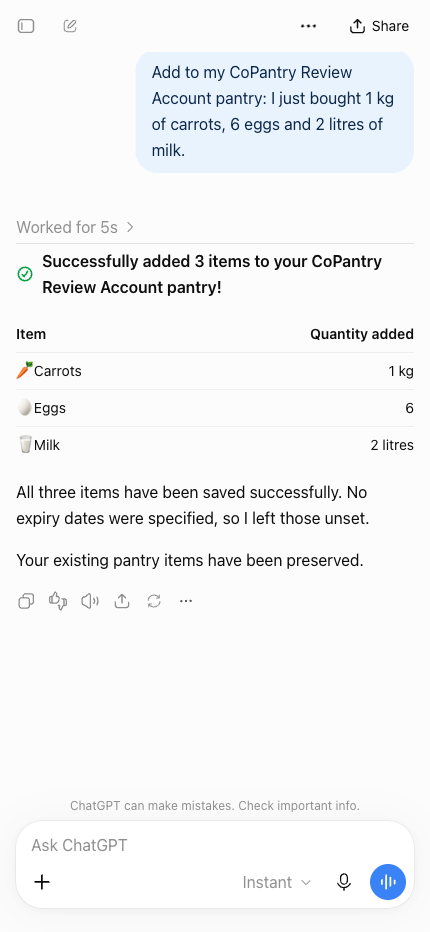 Share
Add to my CoPantry Review
Account pantry: I just bought 1 kg
of carrots, 6 eggs and 2 litres of
milk.
Worked for 5s
Successfully added 3 items to your CoPantry
Review Account pantry!
Item Quantity added
Carrots 1 kg
Eggs 6
Milk 2 litres
All three items have been saved successfully. No
expiry dates were specified, so I left those unset.
Your existing pantry items have been preserved.
ChatGPT can make mistakes. Check important info.
Ask ChatGPT
Instant